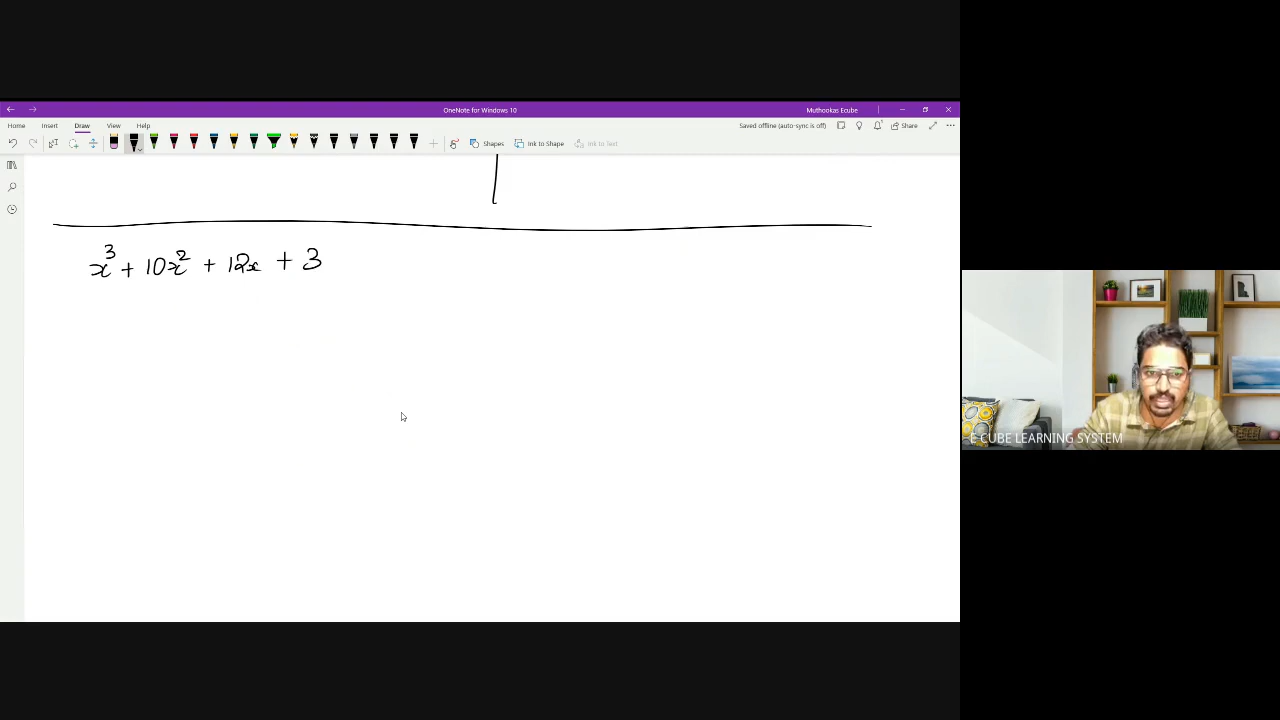 OneNote for Windows 10
Muthookas Ecube
Home Insert Draw View Help
Saved offline (auto-sync is off)
Share
Shapes
Ink to Shape
Ink to Text
x³ + 10x² + 12x + 3
E CUBE LEARNING SYSTEM